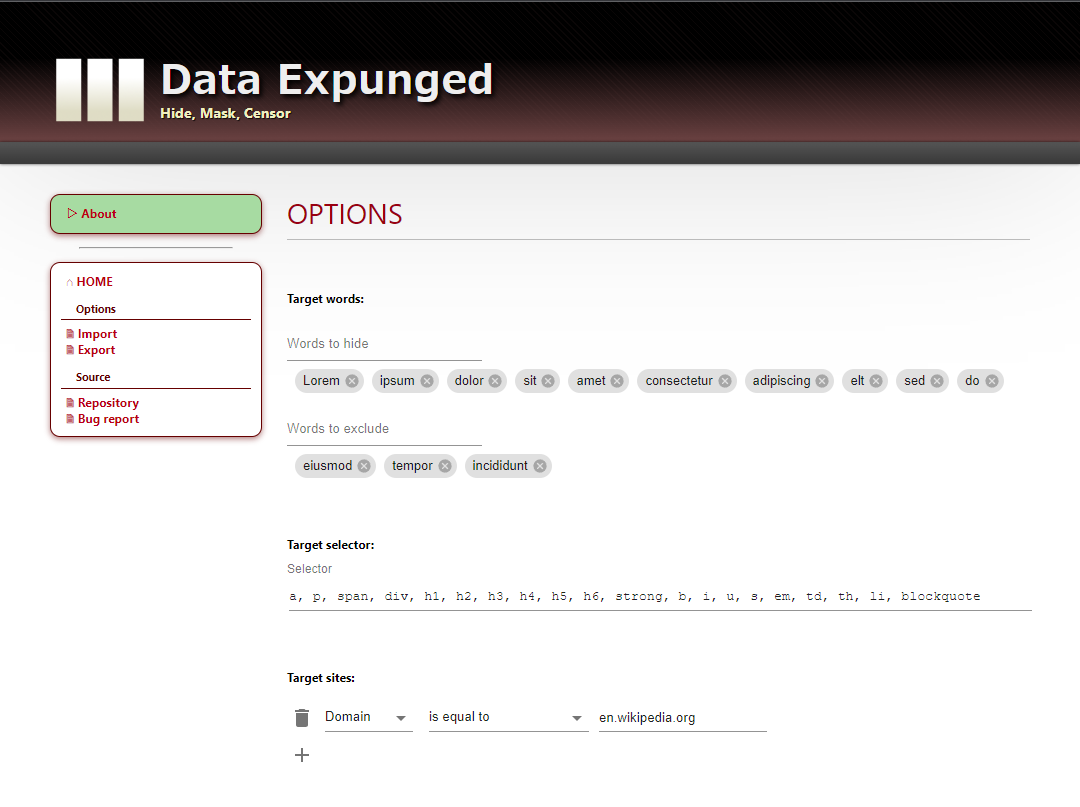 Data Expunged
Hide, Mask, Censor
About
HOME
Options
Import
Export
Source
Repository
Bug report
OPTIONS
Target words:
Words to hide
Lorem ipsum dolor sit amet consectetur adipiscing elt sed do
Words to exclude
eiusmod tempor incididunt
Target selector:
Selector
a, p, span, div, h1, h2, h3, h4, h5, h6, strong, b, i, u, s, em, td, th, li, blockquote
Target sites:
Domain is equal to en.wikipedia.org